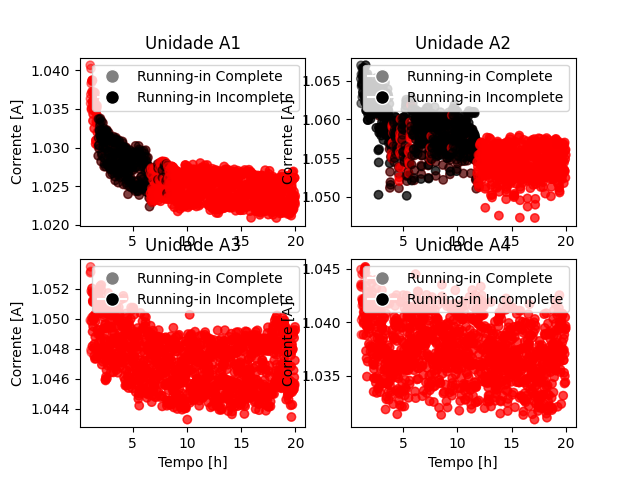 Unidade A1
Unidade A2
Corrente [A]
1.040
1.035
1.030
1.025
1.020
Running-in Complete
Running-in Incomplete
5
10
15
20
Corrente [A]
1.065
1.060
1.055
1.050
Running-in Complete
Running-in Incomplete
5
10
15
20
Unidade A3
Unidade A4
Corrente [A]
1.052
1.050
1.048
1.046
1.044
Running-in Complete
Running-in Incomplete
5
10
15
20
Tempo [h]
Corrente [A]
1.045
1.040
1.035
Running-in Complete
Running-in Incomplete
5
10
15
20
Tempo [h]